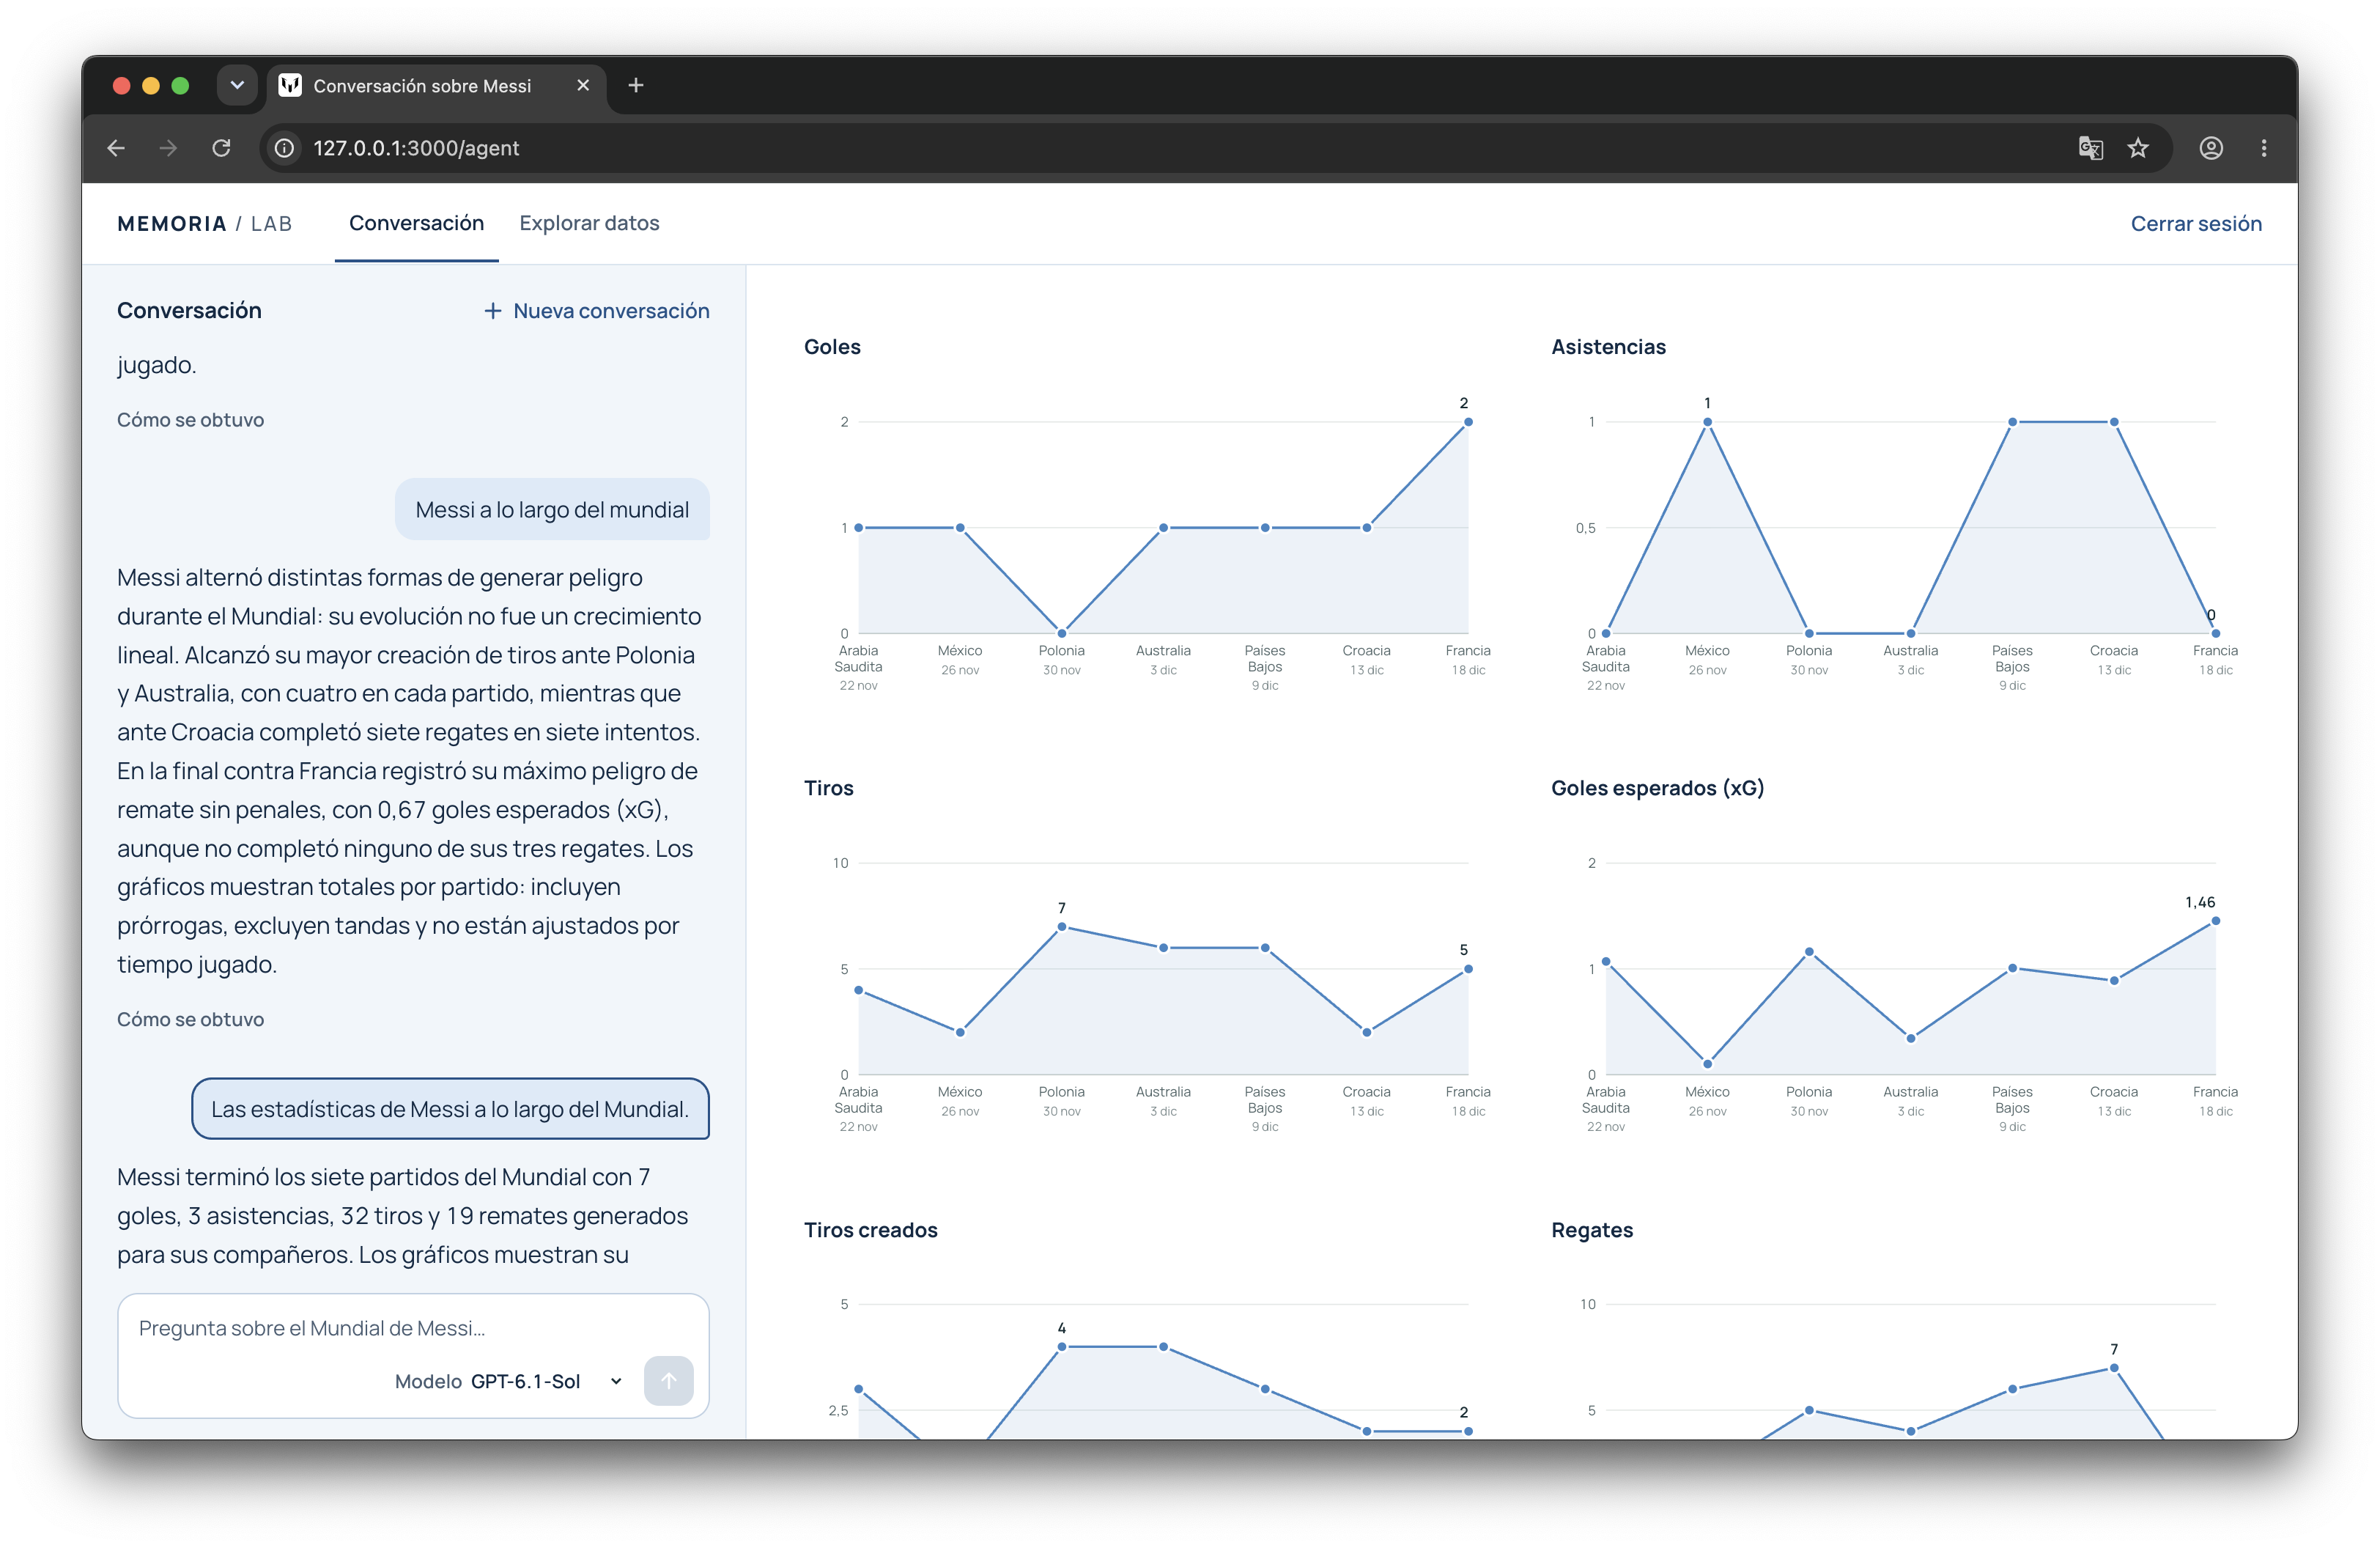 Conversación sobre Messi
127.0.0.1:3000/agent
MEMORIA / LAB
Conversación
Explorar datos
Cerrar sesión
Conversación
Nueva conversación
jugado.
Cómo se obtuvo
Messi a lo largo del mundial
Messi alternó distintas formas de generar peligro
durante el Mundial: su evolución no fue un crecimiento
lineal. Alcanzó su mayor creación de tiros ante Polonia
y Australia, con cuatro en cada partido, mientras que
ante Croacia completó siete regates en siete intentos.
En la final contra Francia registró su máximo peligro de
remate sin penales, con 0,67 goles esperados (xG),
aunque no completó ninguno de sus tres regates. Los
gráficos muestran totales por partido: incluyen
prórrogas, excluyen tandas y no están ajustados por
tiempo jugado.
Cómo se obtuvo
Las estadísticas de Messi a lo largo del Mundial.
Messi terminó los siete partidos del Mundial con 7
goles, 3 asistencias, 32 tiros y 19 remates generados
para sus compañeros. Los gráficos muestran su
Pregunta sobre el Mundial de Messi...
Modelo GPT-6.1-Sol
Goles
2
2
1
0
Arabia Saudita 22 nov
México 26 nov
Polonia 30 nov
Australia 3 dic
Países Bajos 9 dic
Croacia 13 dic
Francia 18 dic
Asistencias
1
1
0,5
0
0
Arabia Saudita 22 nov
México 26 nov
Polonia 30 nov
Australia 3 dic
Países Bajos 9 dic
Croacia 13 dic
Francia 18 dic
Tiros
10
7
5
5
0
Arabia Saudita 22 nov
México 26 nov
Polonia 30 nov
Australia 3 dic
Países Bajos 9 dic
Croacia 13 dic
Francia 18 dic
Goles esperados (xG)
2
1,46
1
0
Arabia Saudita 22 nov
México 26 nov
Polonia 30 nov
Australia 3 dic
Países Bajos 9 dic
Croacia 13 dic
Francia 18 dic
Tiros creados
5
4
2,5
2
Regates
10
7
5